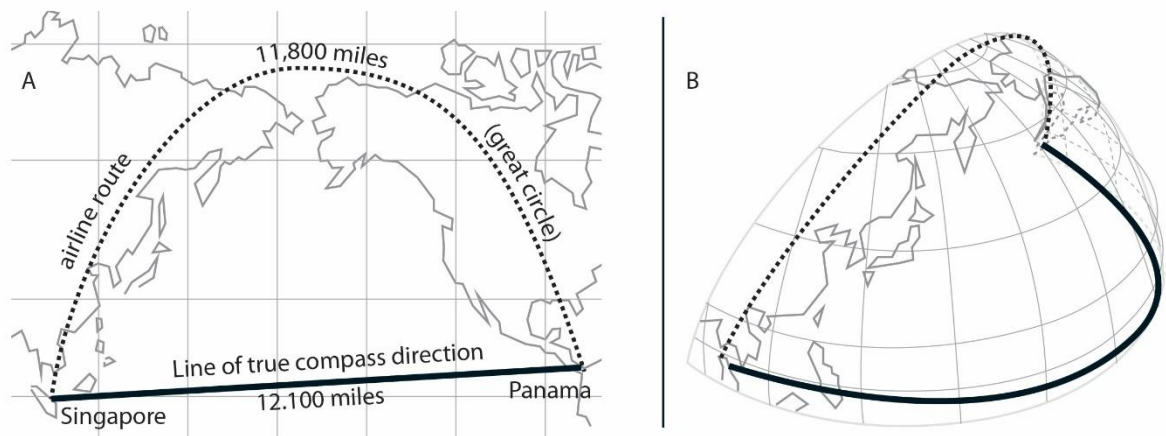 A
11,800 miles
airline route
(great circle)
Line of true compass direction
12.100 miles
Singapore
Panama
B